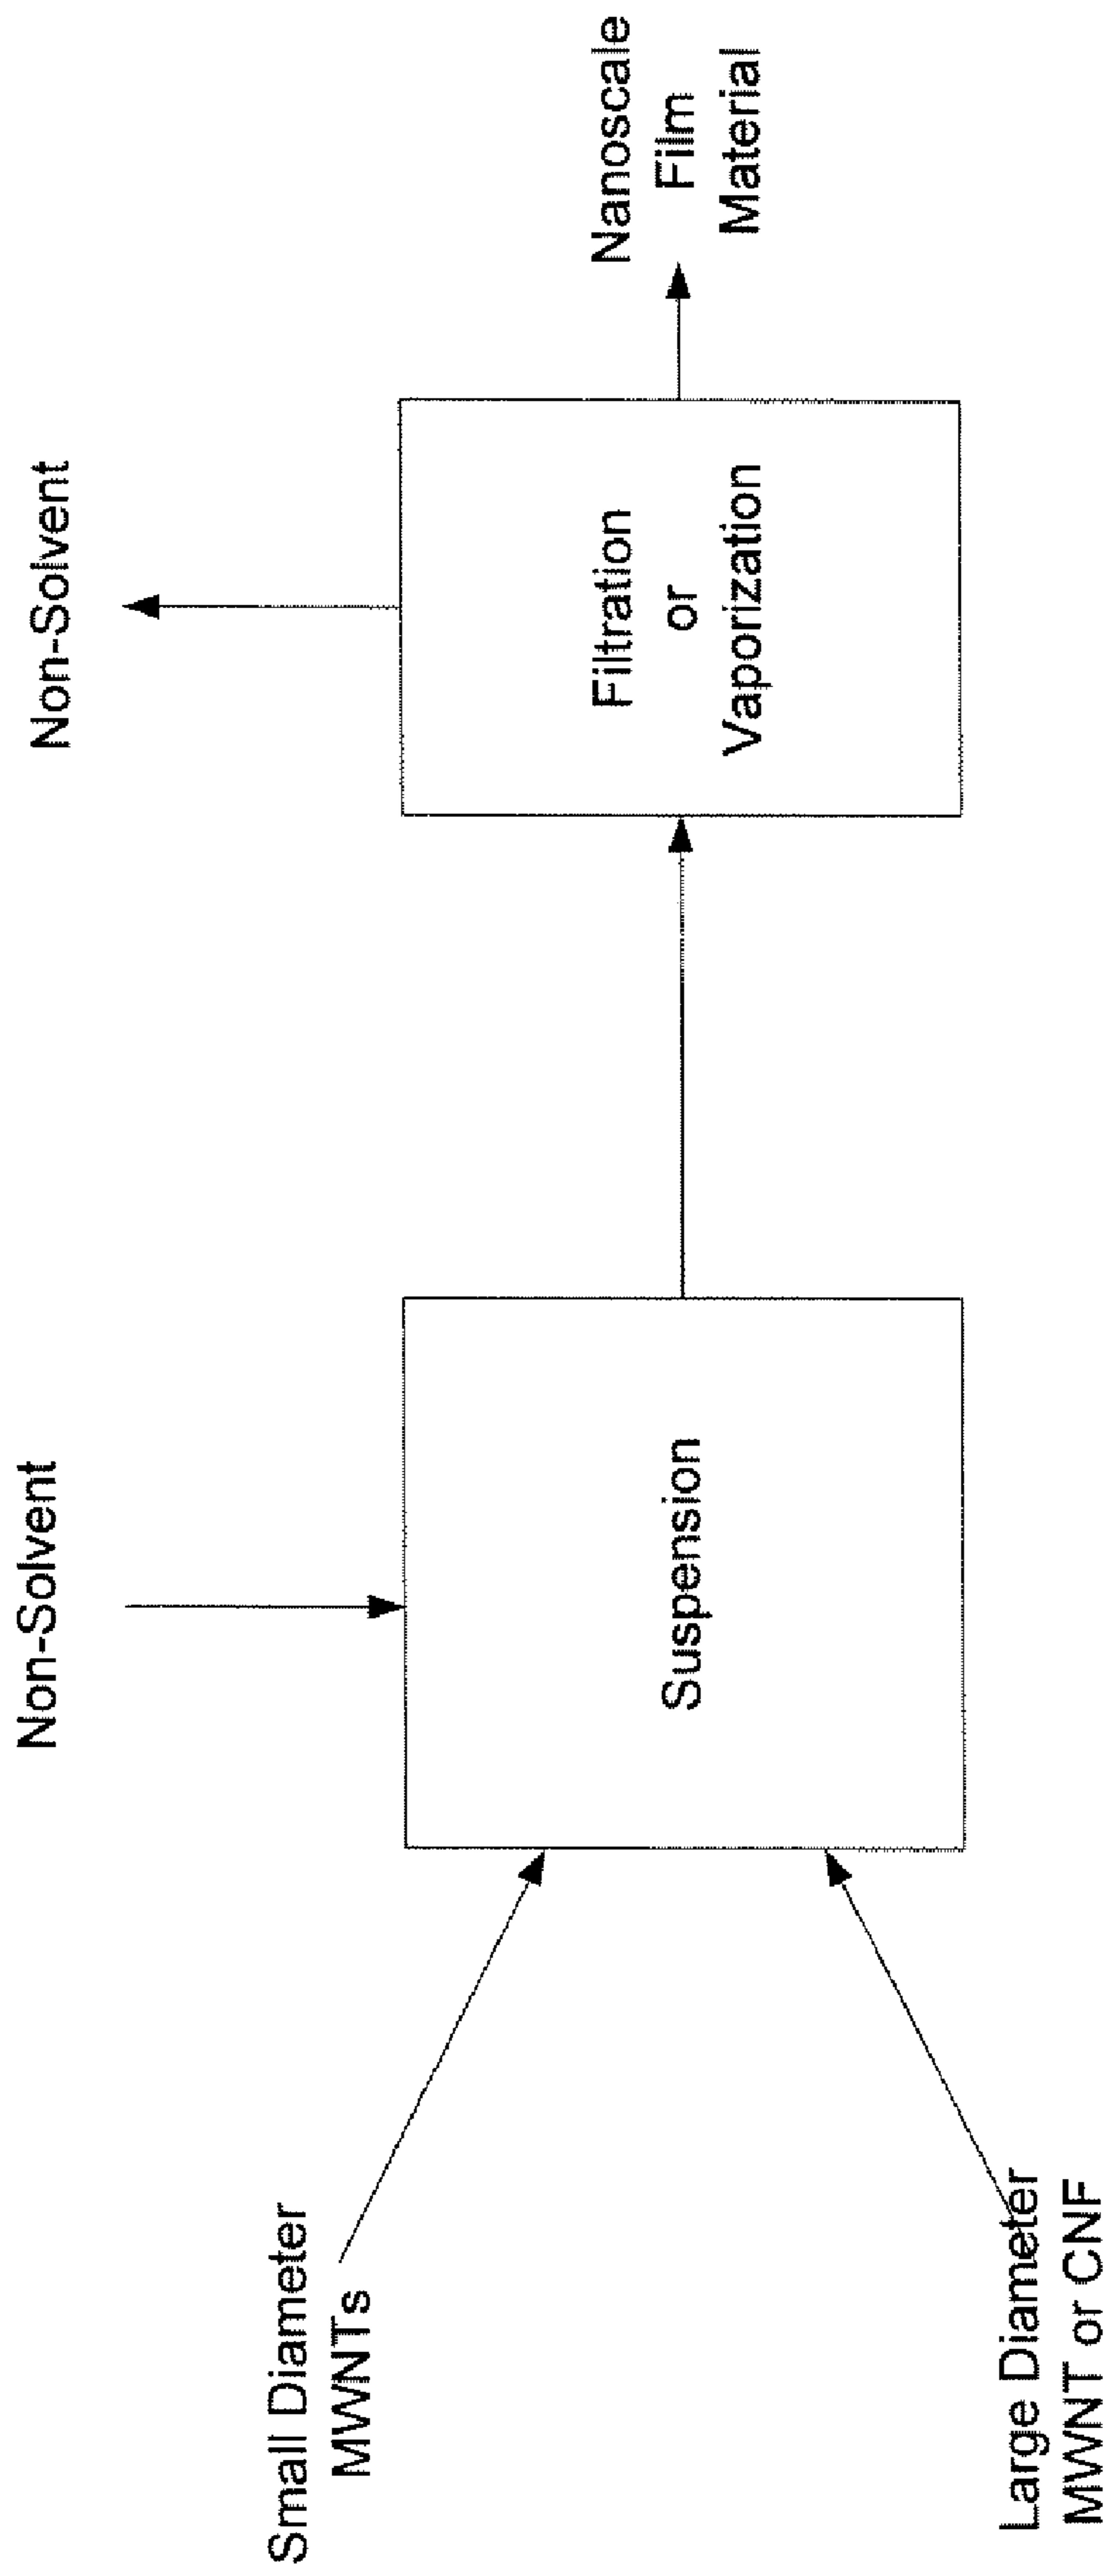 Non-Solvent
Non-Solvent
Small Diameter
MWNTs
Suspension
Filtration
or
Vaporization
Nanoscale
Film
Material
Large Diameter
MWNT or CNF